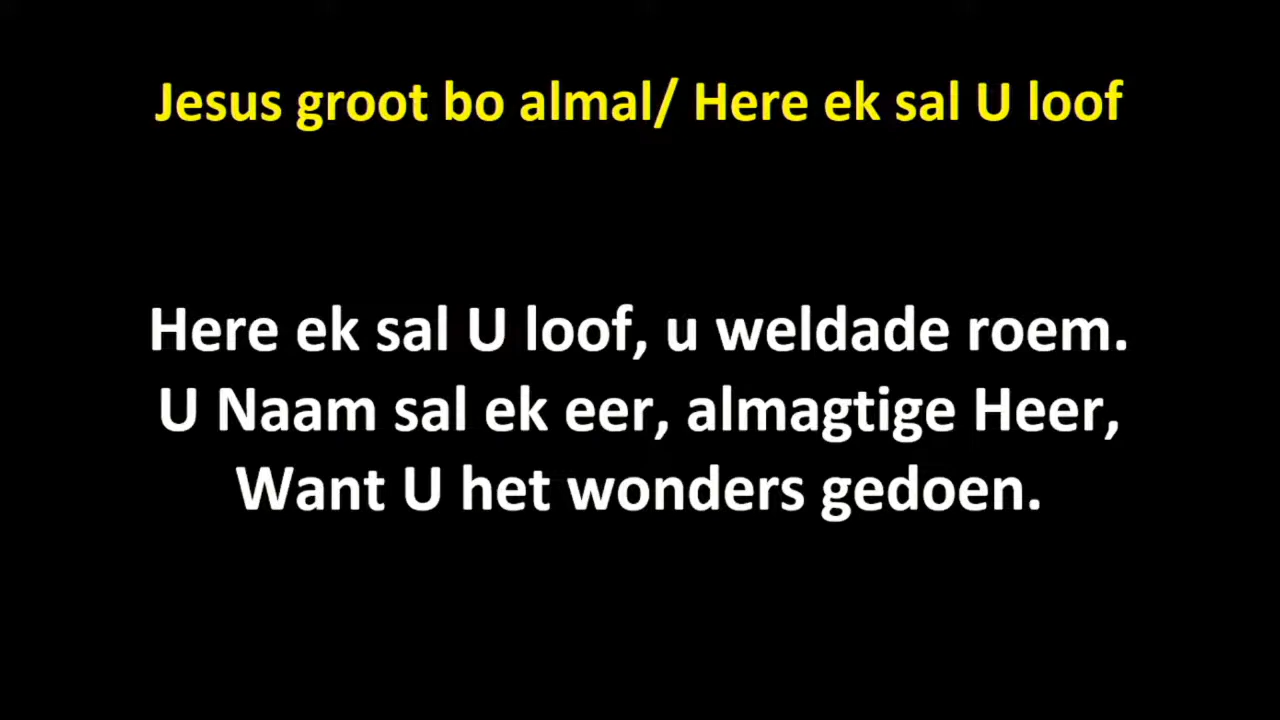 Jesus groot bo almal/ Here ek sal U loof
Here ek sal U loof, u weldade roem.
U Naam sal ek eer, almagtige Heer,
Want U het wonders gedoen.